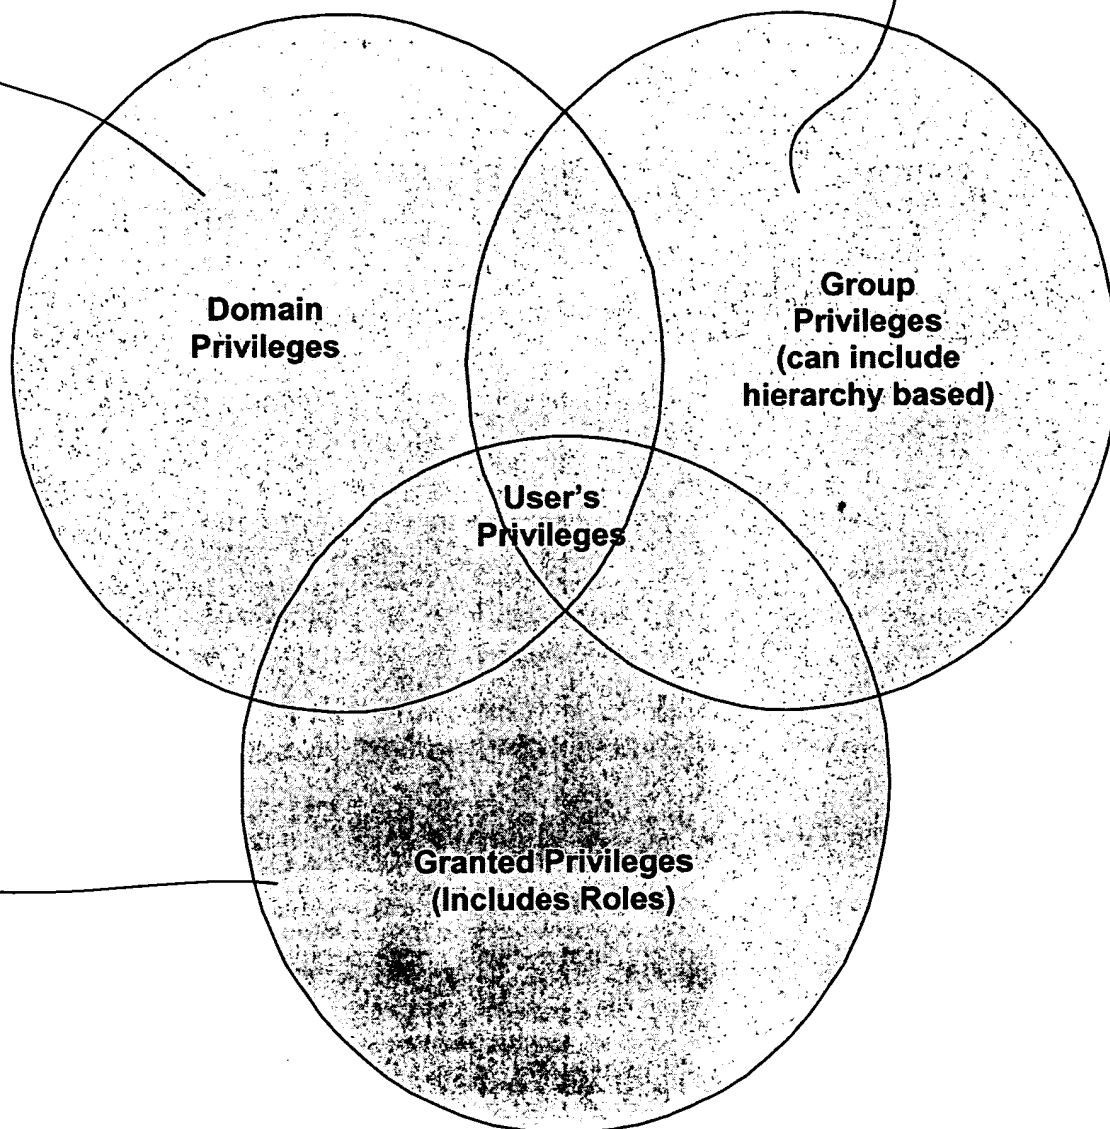 Domain
Privileges
Group
Privileges
(can include
hierarchy based)
User's
Privileges
Granted Privileges
(Includes Roles)